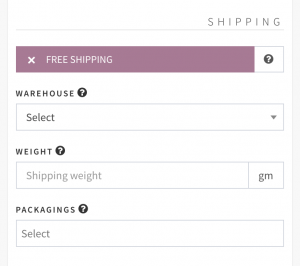 SHIPPING
× FREE SHIPPING ?
WAREHOUSE ?
Select
WEIGHT ?
Shipping weight gm
PACKAGINGS ?
Select